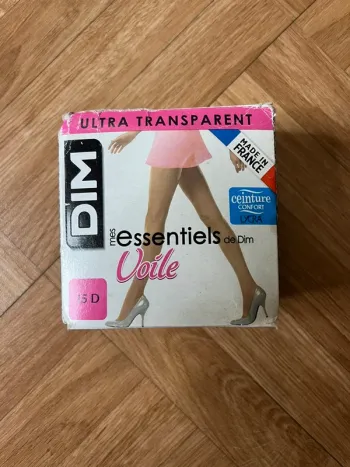 ULTRA TRANSPARENT
MADE IN
FRANCE
DIM
ceinture
CONFORT
LYCRA
mes essentiels de Dim
Voile
15 D